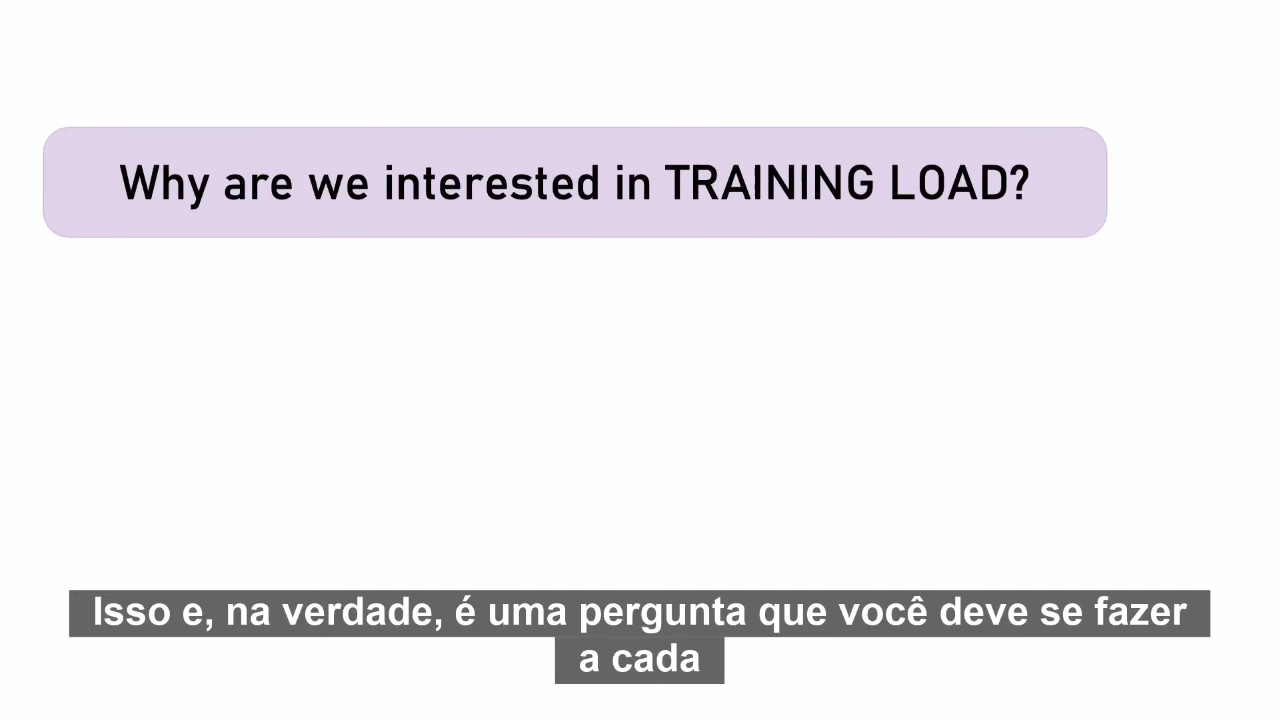 Why are we interested in TRAINING LOAD?
Isso e, na verdade, é uma pergunta que você deve se fazer
a cada